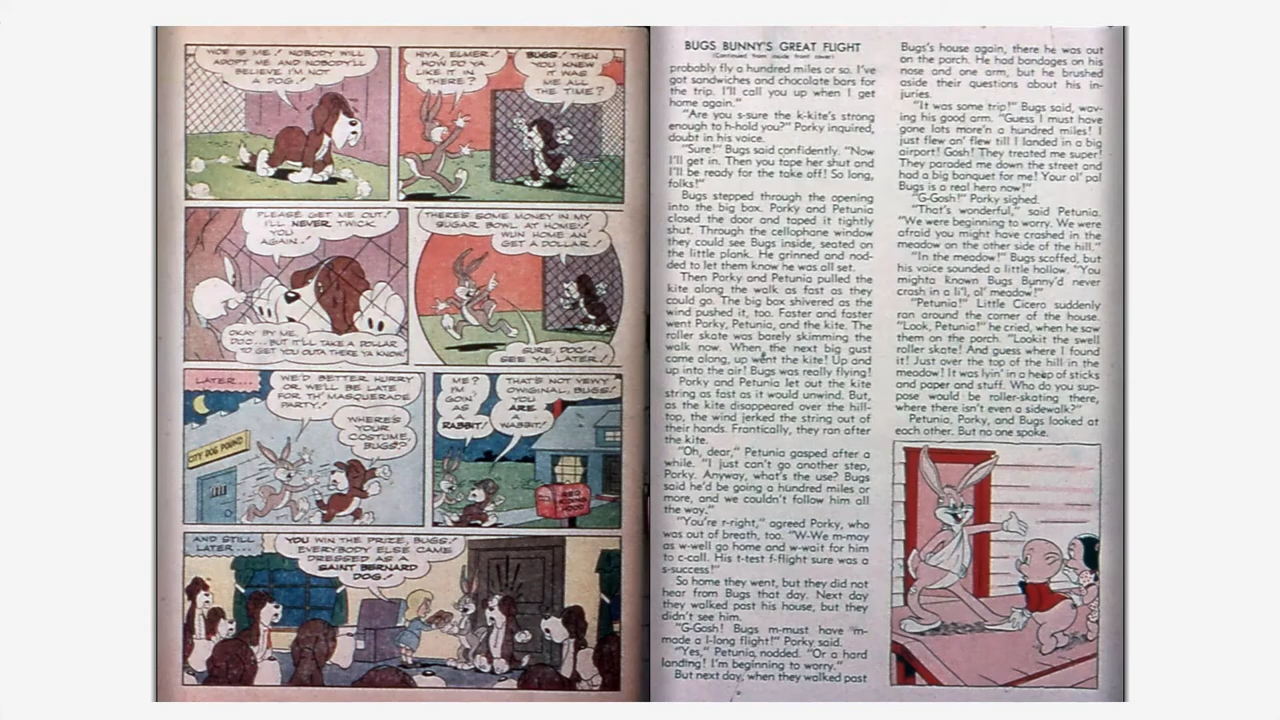 WOE IS ME! NOBODY WILL
ADOPT ME AND NOBODY'LL
BELIEVE I'M NOT
A DOG!
HIYA, ELMER!
HOW DO YA
LIKE IT IN
THERE?
BUGS! THEN
YOU KNEW
IT WAS
ME ALL
THE TIME?
PLEASE GET ME OUT!
I'LL NEVER TWICK
YOU
AGAIN!
OKAY BY ME,
DOC... BUT IT'LL TAKE A DOLLAR
TO GET YOU OUTA THERE YA KNOW!
THERE'S SOME MONEY IN MY
SUGAR BOWL AT HOME!
WUN HOME AN'
GET A DOLLAR!
SURE, DOC!
SEE YA LATER!
LATER...
WE'D BETTER HURRY
OR WE'LL BE LATE
FOR TH' MASQUERADE
PARTY!
WHERE'S
YOUR
COSTUME,
BUGS?
CITY DOG POUND
ME?
I'M
GOIN'
AS
A
RABBIT!
THAT'S NOT VEWY
OWIGINAL, BUGS!
YOU
ARE
A
WABBIT!
RED
AND STILL
LATER...
YOU WIN THE PRIZE, BUGS!
EVERYBODY ELSE CAME
DRESSED AS A
SAINT BERNARD
DOG!
BUGS BUNNY'S GREAT FLIGHT
(Continued from inside front cover)
probably fly a hundred miles or so. I've
got sandwiches and chocolate bars for
the trip. I'll call you up when I get
home again."
"Are you s-sure the k-kite's strong
enough to h-hold you?" Porky inquired,
doubt in his voice.
"Sure!" Bugs said confidently. "Now
I'll get in. Then you tape her shut and
I'll be ready for the take off! So long,
folks!"
Bugs stepped through the opening
into the big box. Porky and Petunia
closed the door and taped it tightly
shut. Through the cellophane window
they could see Bugs inside, seated on
the little plank. He grinned and nod-
ded to let them know he was all set.
Then Porky and Petunia pulled the
kite along the walk as fast as they
could go. The big box shivered as the
wind pushed it, too. Faster and faster
went Porky, Petunia, and the kite. The
roller skate was barely skimming the
walk now. When the next big gust
came along, up went the kite! Up and
up into the air! Bugs was really flying!
Porky and Petunia let out the kite
string as fast as it would unwind. But,
as the kite disappeared over the hill-
top, the wind jerked the string out of
their hands. Frantically, they ran after
the kite.
"Oh, dear," Petunia gasped after a
while. "I just can't go another step,
Porky. Anyway, what's the use? Bugs
said he'd be going a hundred miles or
more, and we couldn't follow him all
the way."
"You're r-right," agreed Porky, who
was out of breath, too. "W-We m-may
as w-well go home and w-wait for him
to c-call. His t-test f-flight sure was a
s-success!"
So home they went, but they did not
hear from Bugs that day. Next day
they walked past his house, but they
didn't see him.
"G-Gosh! Bugs m-must have m-
made a l-long flight!" Porky said.
"Yes," Petunia, nodded. "Or a hard
landing! I'm beginning to worry."
But next day, when they walked past
Bugs's house again, there he was out
on the porch. He had bandages on his
nose and one arm, but he brushed
aside their questions about his in-
juries.
"It was some trip!" Bugs said, wav-
ing his good arm. "Guess I must have
gone lots more'n a hundred miles! I
just flew an' flew till I landed in a big
airport! Gosh! They treated me super!
They paraded me down the street and
had a big banquet for me! Your ol' pal
Bugs is a real hero now!"
"G-Gosh!" Porky sighed.
"That's wonderful," said Petunia.
"We were beginning to worry. We were
afraid you might have crashed in the
meadow on the other side of the hill."
"In the meadow!" Bugs scoffed, but
his voice sounded a little hollow. "You
mighta known Bugs Bunny'd never
crash in a li'l, ol' meadow!"
"Petunia!" Little Cicero suddenly
ran around the corner of the house.
"Look, Petunia!" he cried, when he saw
them on the porch. "Lookit the swell
roller skate! And guess where I found
it! Just over the top of the hill in the
meadow! It was lyin' in a heap of sticks
and paper and stuff. Who do you sup-
pose would be roller-skating there,
where there isn't even a sidewalk?"
Petunia, Porky, and Bugs looked at
each other. But no one spoke.